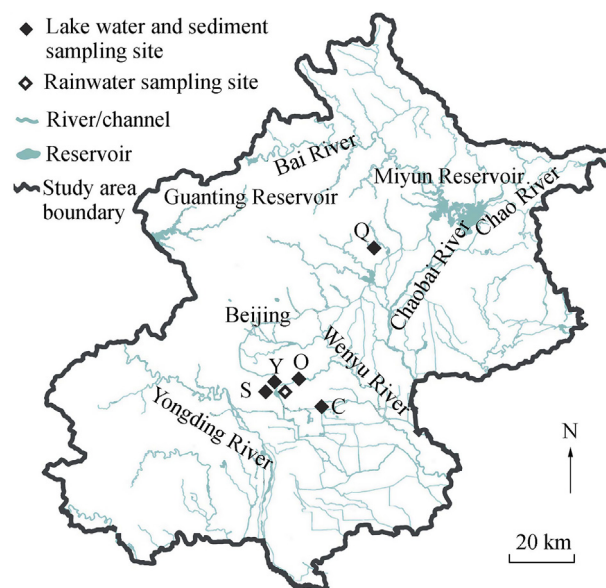 Lake water and sediment
sampling site
Rainwater sampling site
River/channel
Reservoir
Study area
boundary
Bai River
Guanting Reservoir
Miyun Reservoir
Chao River
Q
Chaobai River
Beijing
Wenyu River
Y
O
S
C
Yongding River
N
20 km